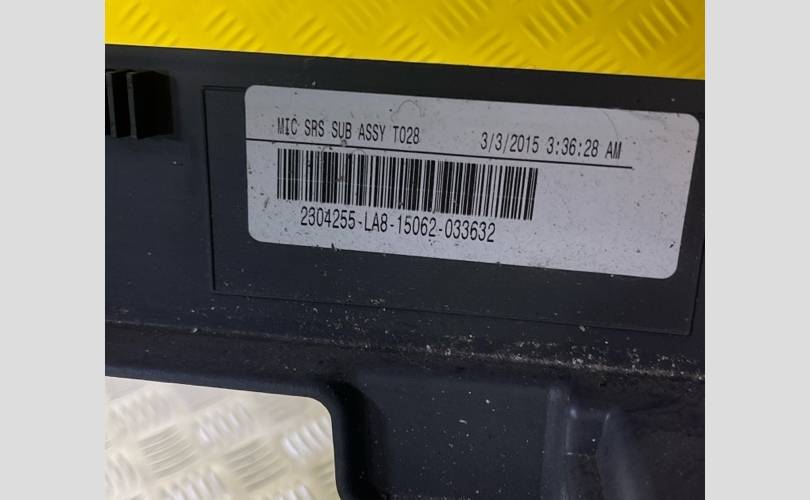 MIC SRS SUB ASSY T028 3/3/2015 3:36:28 AM
2304255-LA8-15062-033632